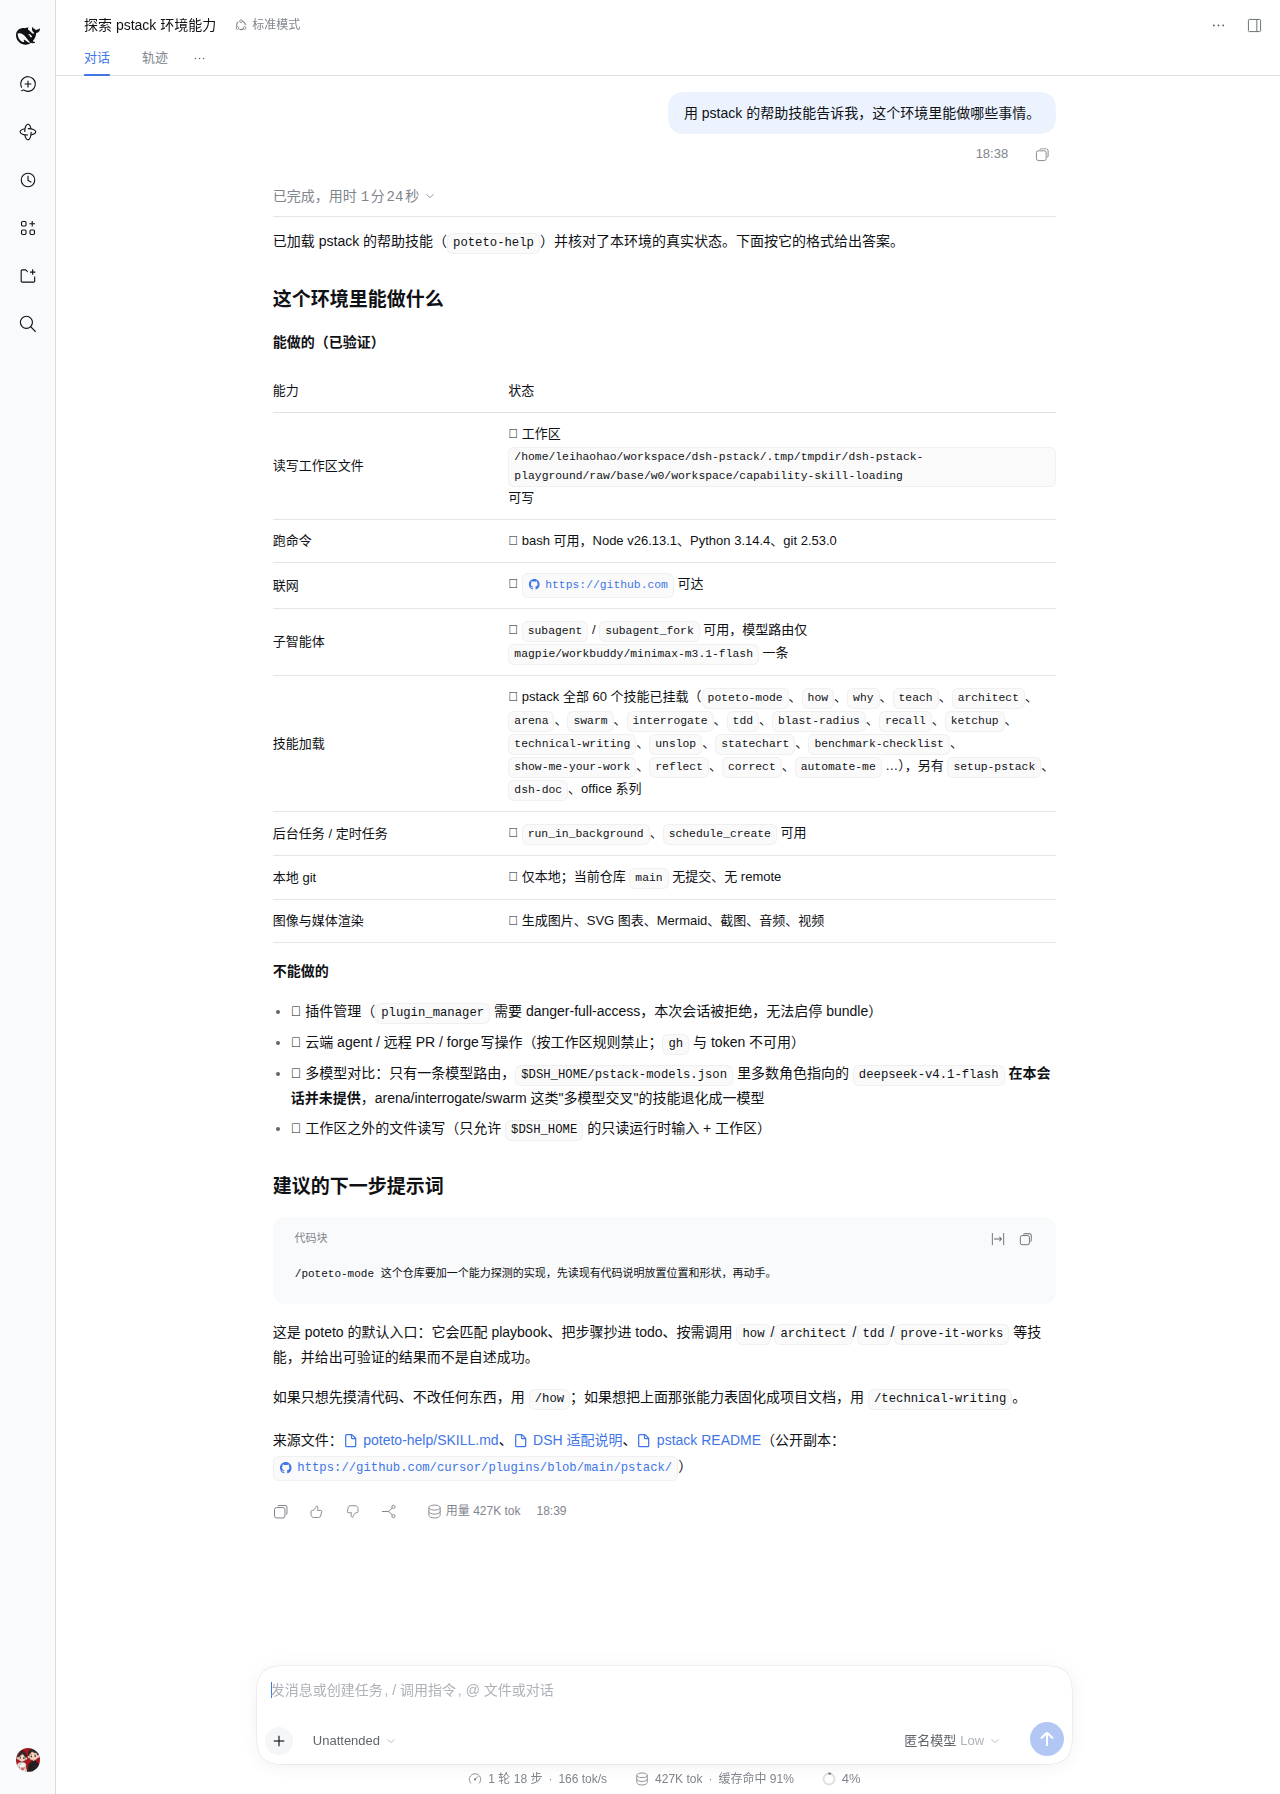 探索 pstack 环境能力 标准模式
对话 轨迹 ···
用 pstack 的帮助技能告诉我，这个环境里能做哪些事情。
18:38
已完成，用时 1分24秒
已加载 pstack 的帮助技能（ poteto-help ）并核对了本环境的真实状态。下面按它的格式给出答案。
这个环境里能做什么
能做的（已验证）
能力 状态
读写工作区文件
工作区
/home/leihaohao/workspace/dsh-pstack/.tmp/tmpdir/dsh-pstack-
playground/raw/base/w0/workspace/capability-skill-loading
可写
跑命令 bash 可用，Node v26.13.1、Python 3.14.4、git 2.53.0
联网 https://github.com 可达
子智能体
subagent / subagent_fork 可用，模型路由仅
magpie/workbuddy/minimax-m3.1-flash 一条
技能加载
pstack 全部 60 个技能已挂载（ poteto-mode 、 how 、 why 、 teach 、 architect 、
arena 、 swarm 、 interrogate 、 tdd 、 blast-radius 、 recall 、 ketchup 、
technical-writing 、 unslop 、 statechart 、 benchmark-checklist 、
show-me-your-work 、 reflect 、 correct 、 automate-me …），另有 setup-pstack 、
dsh-doc 、office 系列
后台任务 / 定时任务 run_in_background 、 schedule_create 可用
本地 git 仅本地；当前仓库 main 无提交、无 remote
图像与媒体渲染 生成图片、SVG 图表、Mermaid、截图、音频、视频
不能做的
• 插件管理（ plugin_manager 需要 danger-full-access，本次会话被拒绝，无法启停 bundle）
• 云端 agent / 远程 PR / forge 写操作（按工作区规则禁止； gh 与 token 不可用）
• 多模型对比：只有一条模型路由， $DSH_HOME/pstack-models.json 里多数角色指向的 deepseek-v4.1-flash 在本会
话并未提供，arena/interrogate/swarm 这类"多模型交叉"的技能退化成一模型
• 工作区之外的文件读写（只允许 $DSH_HOME 的只读运行时输入 + 工作区）
建议的下一步提示词
代码块
/poteto-mode 这个仓库要加一个能力探测的实现，先读现有代码说明放置位置和形状，再动手。
这是 poteto 的默认入口：它会匹配 playbook、把步骤抄进 todo、按需调用 how / architect / tdd / prove-it-works 等技
能，并给出可验证的结果而不是自述成功。
如果只想先摸清代码、不改任何东西，用 /how ；如果想把上面那张能力表固化成项目文档，用 /technical-writing 。
来源文件： poteto-help/SKILL.md、 DSH 适配说明、 pstack README（公开副本：
https://github.com/cursor/plugins/blob/main/pstack/ ）
用量 427K tok 18:39
发消息或创建任务, / 调用指令, @ 文件或对话
Unattended 匿名模型 Low
1 轮 18 步 · 166 tok/s 427K tok · 缓存命中 91% 4%